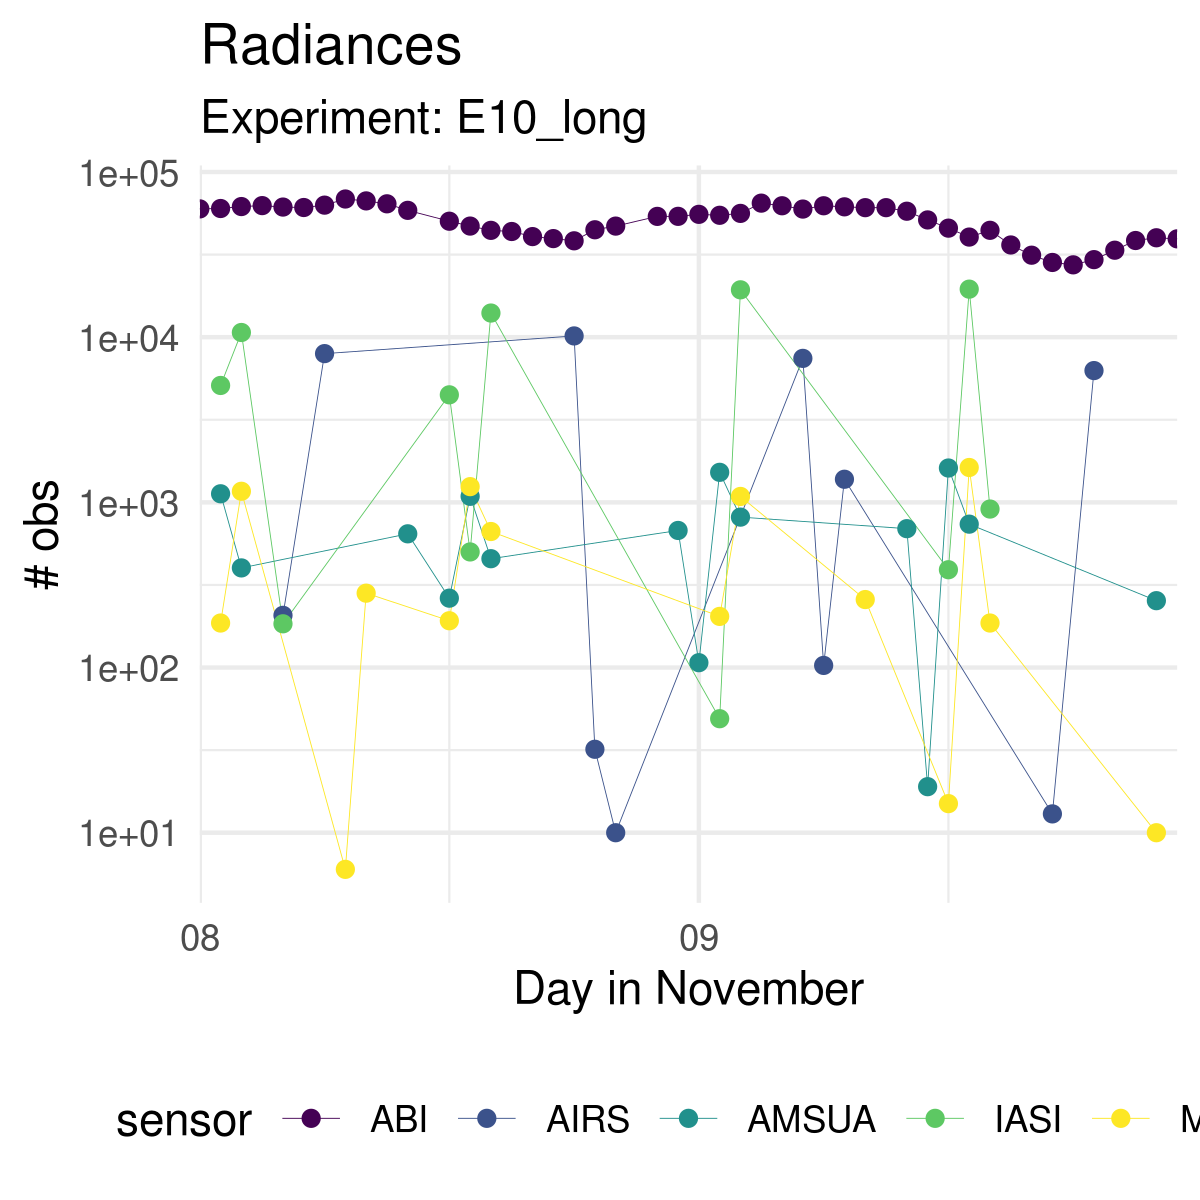 Radiances
Experiment: E10_long
1e+05
1e+04
1e+03
1e+02
1e+01
# obs
08 09
Day in November
sensor ABI AIRS AMSUA IASI